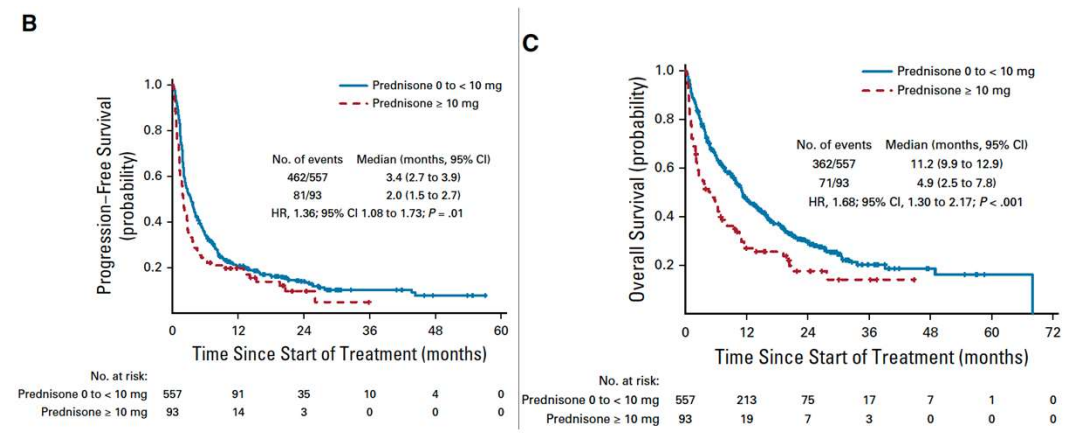 B
Progression–Free Survival
(probability)
1.0
0.8
0.6
0.4
0.2
Prednisone 0 to < 10 mg
Prednisone ≥ 10 mg
No. of events Median (months, 95% CI)
462/557 3.4 (2.7 to 3.9)
81/93 2.0 (1.5 to 2.7)
HR, 1.36; 95% CI 1.08 to 1.73; P = .01
0 12 24 36 48 60
Time Since Start of Treatment (months)
No. at risk:
Prednisone 0 to < 10 mg 557 91 35 10 4 0
Prednisone ≥ 10 mg 93 14 3 0 0 0
C
Overall Survival (probability)
1.0
0.8
0.6
0.4
0.2
Prednisone 0 to < 10 mg
Prednisone ≥ 10 mg
No. of events Median (months, 95% CI)
362/557 11.2 (9.9 to 12.9)
71/93 4.9 (2.5 to 7.8)
HR, 1.68; 95% CI, 1.30 to 2.17; P < .001
0 12 24 36 48 60 72
Time Since Start of Treatment (months)
No. at risk:
Prednisone 0 to < 10 mg 557 213 75 17 7 1 0
Prednisone ≥ 10 mg 93 19 7 3 0 0 0